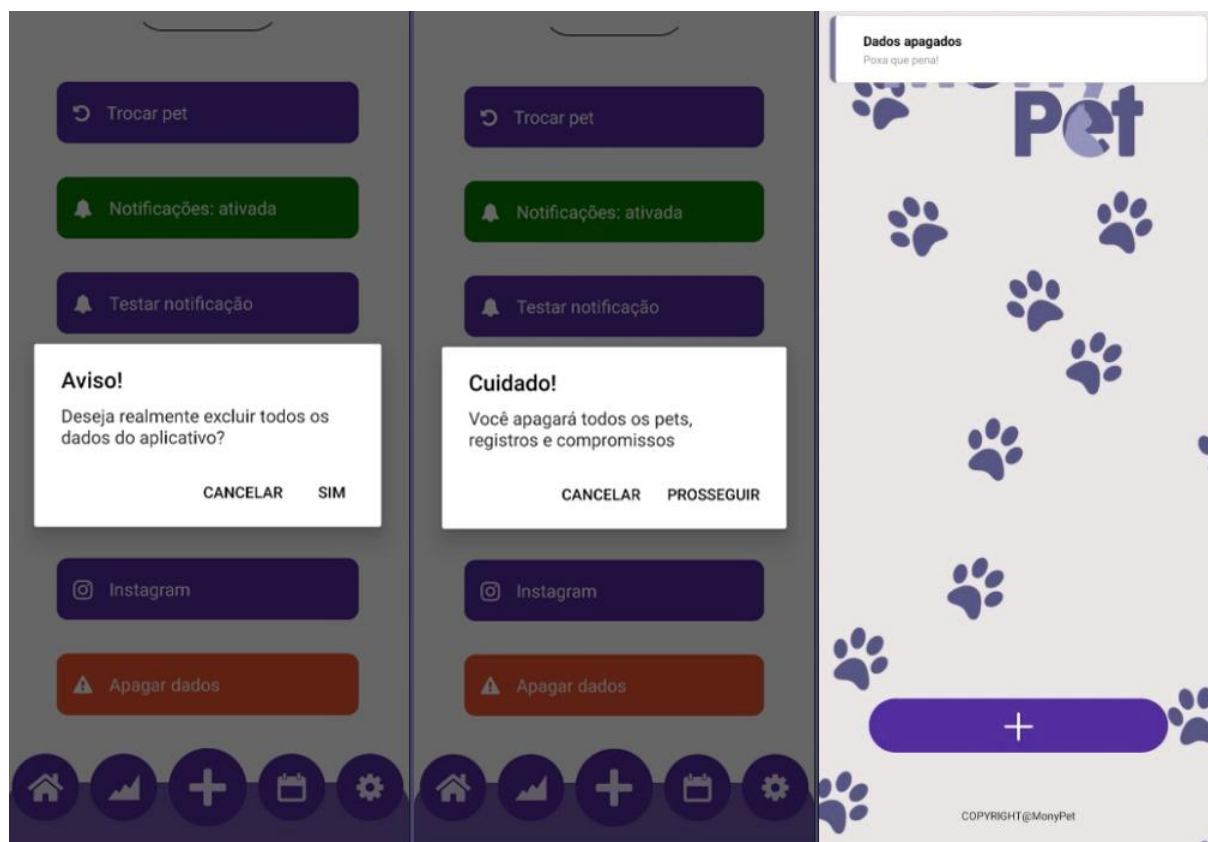 Trocar pet
Notificações: ativada
Testar notificação
Aviso!
Deseja realmente excluir todos os
dados do aplicativo?
CANCELAR SIM
Instagram
Apagar dados
Trocar pet
Notificações: ativada
Testar notificação
Cuidado!
Você apagará todos os pets,
registros e compromissos
CANCELAR PROSSEGUIR
Instagram
Apagar dados
Dados apagados
Poxa que pena!
Pet
COPYRIGHT@MonyPet